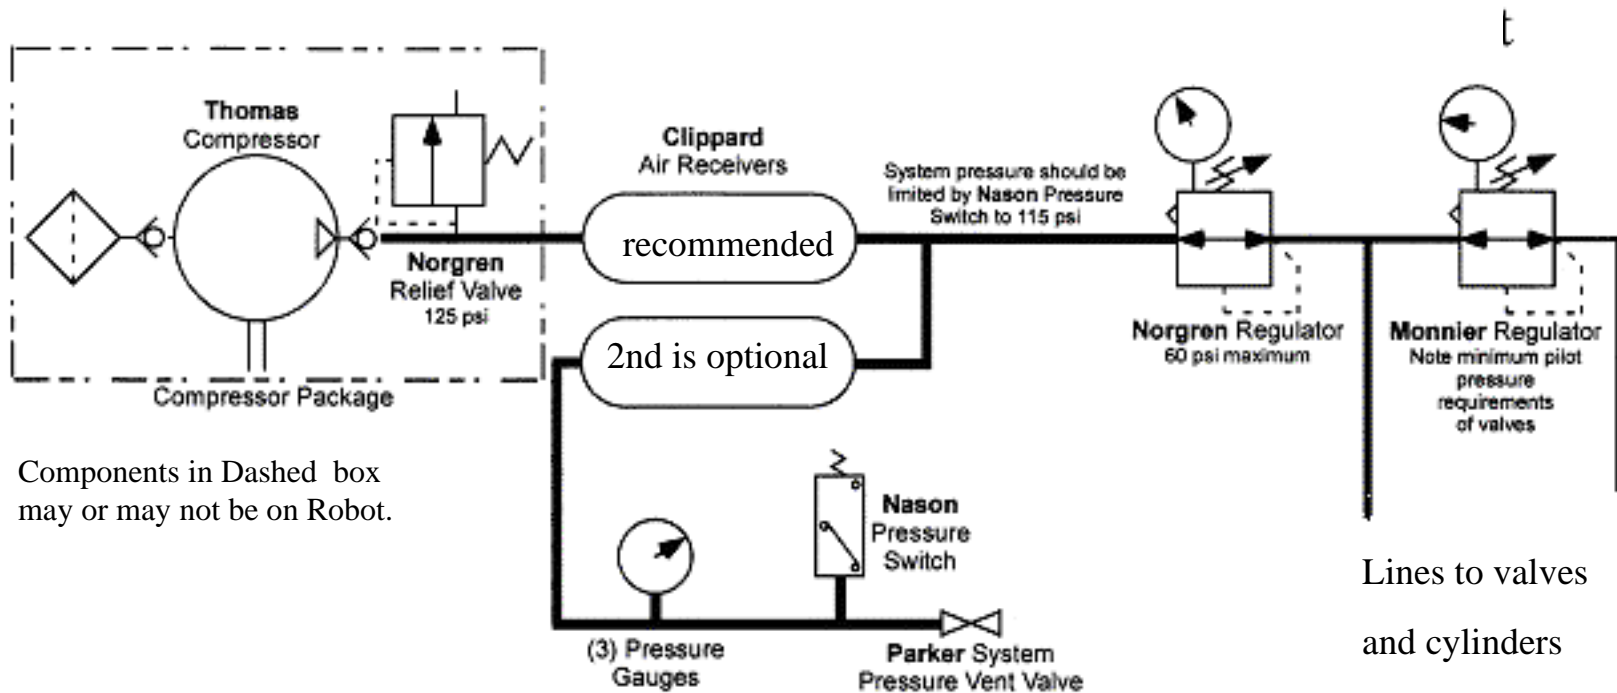 t
Thomas
Compressor
Norgren
Relief Valve
125 psi
Compressor Package
Components in Dashed box
may or may not be on Robot.
Clippard
Air Receivers
recommended
2nd is optional
System pressure should be
limited by Nason Pressure
Switch to 115 psi
Nason
Pressure
Switch
(3) Pressure
Gauges
Parker System
Pressure Vent Valve
Norgren Regulator
60 psi maximum
Monnier Regulator
Note minimum pilot
pressure
requirements
of valves
Lines to valves
and cylinders